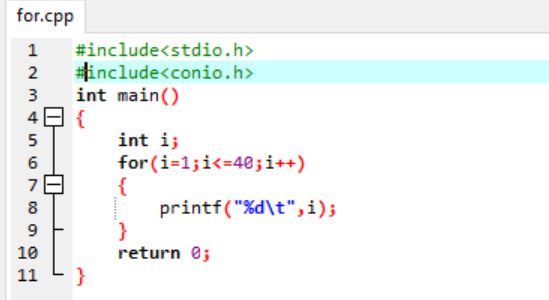 for.cpp
1 #include<stdio.h>
2 #include<conio.h>
3 int main()
4 {
5 int i;
6 for(i=1;i<=40;i++)
7 {
8 printf("%d\t",i);
9 }
10 return 0;
11 }